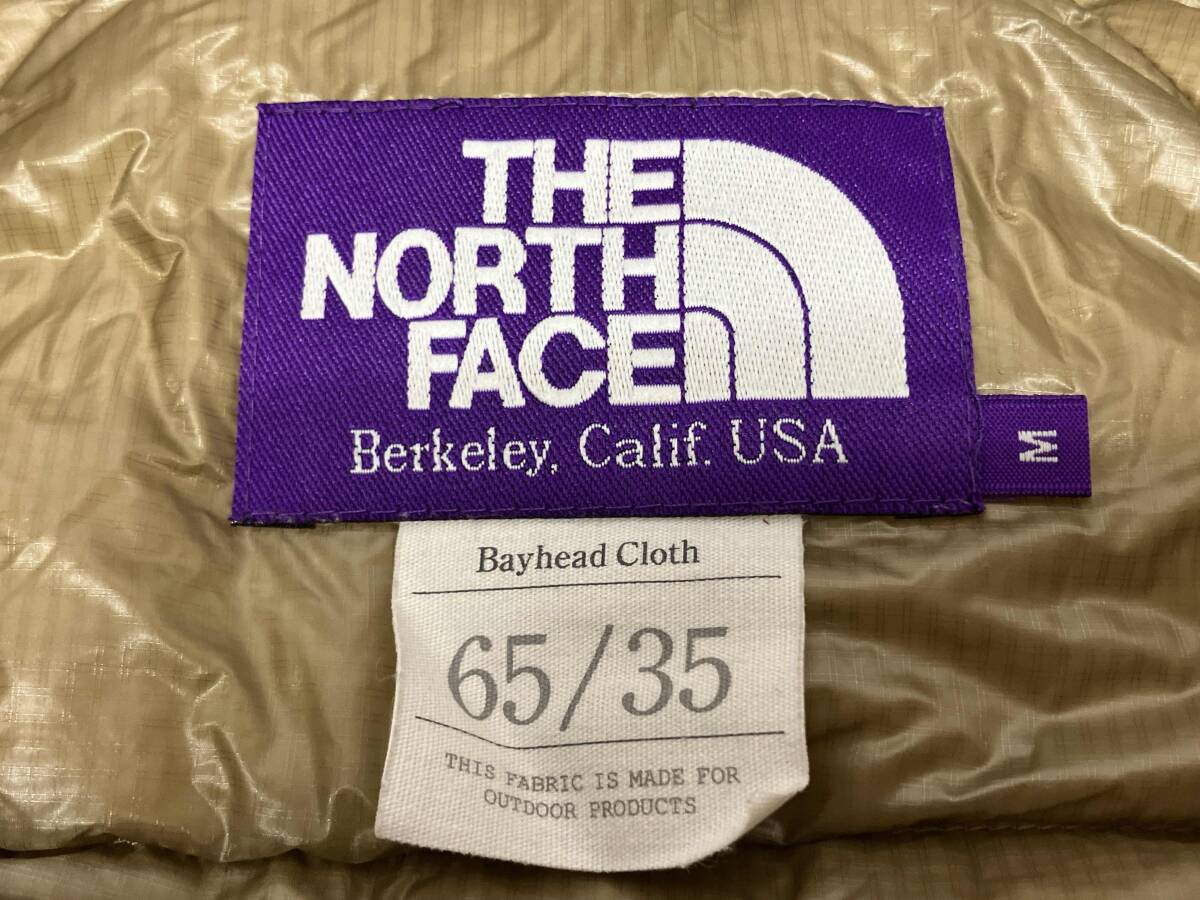 THE
NORTH
FACE
Berkeley, Calif. USA
M
Bayhead Cloth
65/35
THIS FABRIC IS MADE FOR
OUTDOOR PRODUCTS